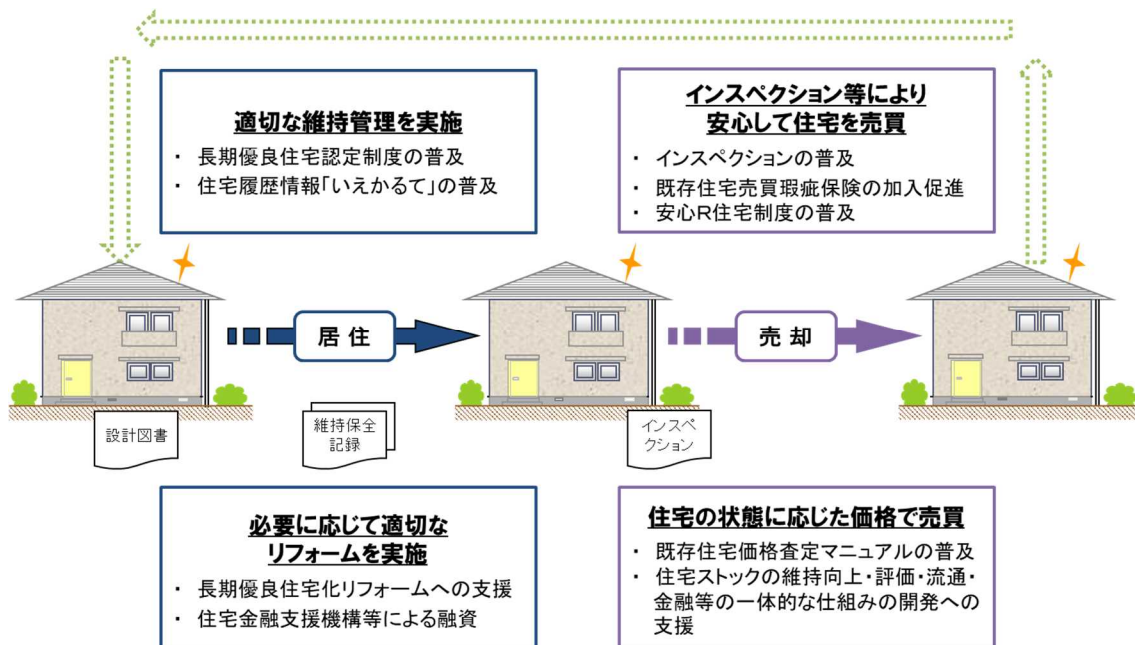 適切な維持管理を実施
・ 長期優良住宅認定制度の普及
・ 住宅履歴情報「いえかるて」の普及
インスペクション等により
安心して住宅を売買
・ インスペクションの普及
・ 既存住宅売買瑕疵保険の加入促進
・ 安心R住宅制度の普及
居住
売却
設計図書
維持保全
記録
インスペ
クション
必要に応じて適切な
リフォームを実施
・ 長期優良住宅化リフォームへの支援
・ 住宅金融支援機構等による融資
住宅の状態に応じた価格で売買
・ 既存住宅価格査定マニュアルの普及
・ 住宅ストックの維持向上・評価・流通・
金融等の一体的な仕組みの開発への
支援